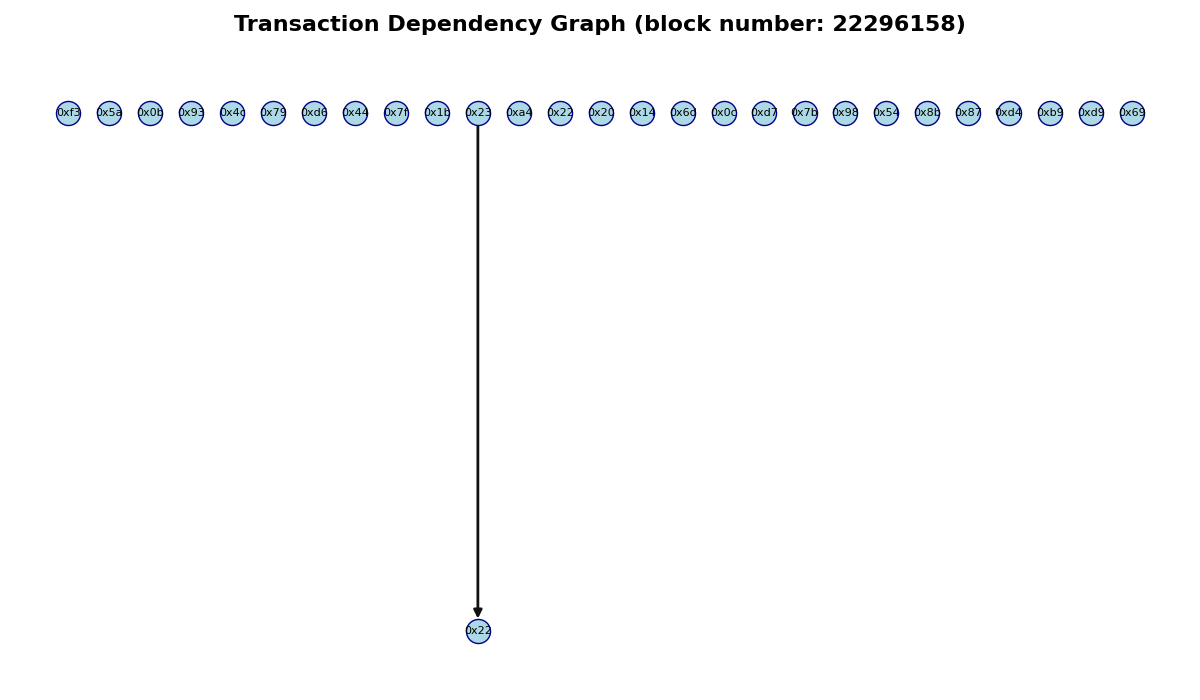 Transaction Dependency Graph (block number: 22296158)
0xf3 0x5a 0x0b 0x93 0x4c 0x79 0xd6 0x44 0x7f 0x1b 0x23 0xa4 0x22 0x20 0x14 0x6d 0x0c 0xd7 0x7b 0x98 0x54 0x8b 0x87 0xd4 0xb9 0xd9 0x69
0x22